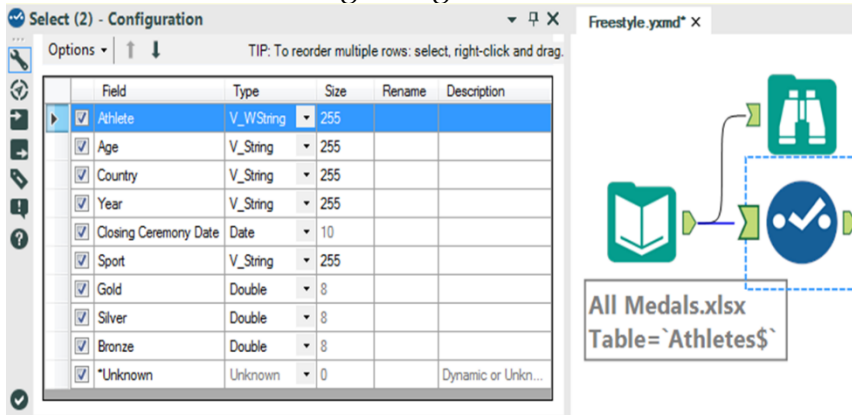 Select (2) - Configuration
Options
TIP: To reorder multiple rows: select, right-click and drag.
Field Type Size Rename Description
Athlete V_WString 255
Age V_String 255
Country V_String 255
Year V_String 255
Closing Ceremony Date Date 10
Sport V_String 255
Gold Double 8
Silver Double 8
Bronze Double 8
*Unknown Unknown 0 Dynamic or Unkn...
Freestyle.yxmd* X
All Medals.xlsx
Table=`Athletes$`